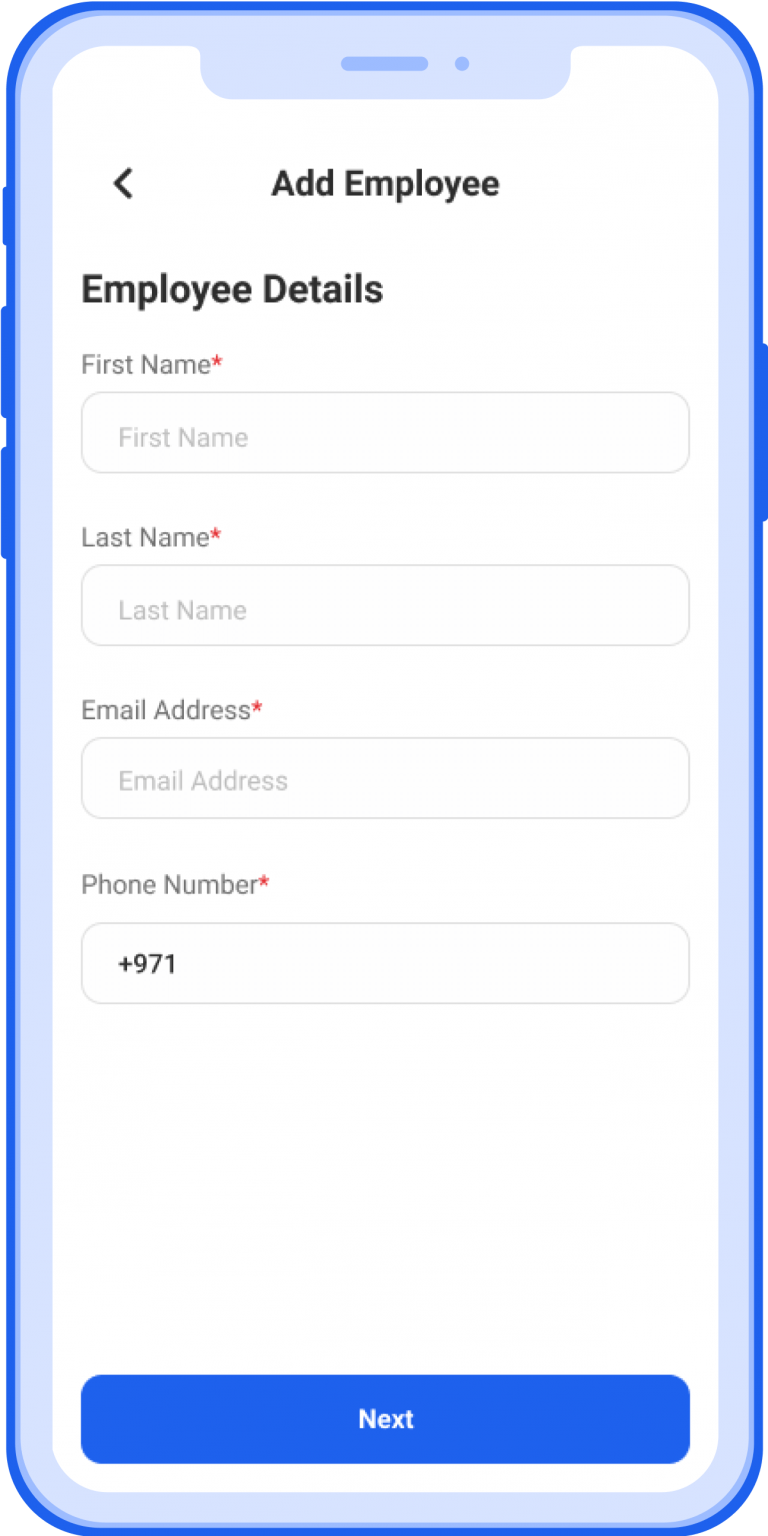 Add Employee
Employee Details
First Name*
First Name
Last Name*
Last Name
Email Address*
Email Address
Phone Number*
+971
Next